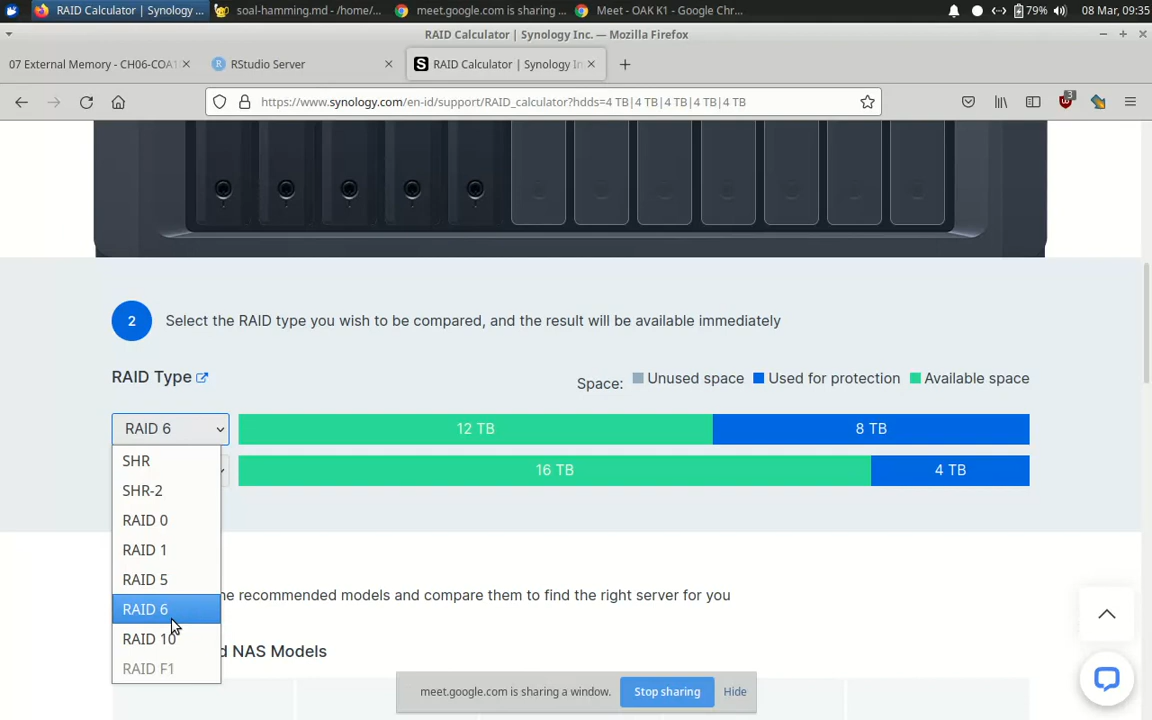 RAID Calculator | Synology ...
soal-hamming.md - /home/...
meet.google.com is sharing ...
Meet - OAK K1 - Google Chr...
79%
08 Mar, 09:35
RAID Calculator | Synology Inc. — Mozilla Firefox
07 External Memory - CH06-COA1
RStudio Server
RAID Calculator | Synology In
https://www.synology.com/en-id/support/RAID_calculator?hdds=4 TB|4 TB|4 TB|4 TB|4 TB
3
2
Select the RAID type you wish to be compared, and the result will be available immediately
RAID Type
Space:
Unused space
Used for protection
Available space
RAID 6
12 TB
8 TB
16 TB
4 TB
SHR
SHR-2
RAID 0
RAID 1
RAID 5
RAID 6
RAID 10
RAID F1
he recommended models and compare them to find the right server for you
d NAS Models
meet.google.com is sharing a window.
Stop sharing
Hide